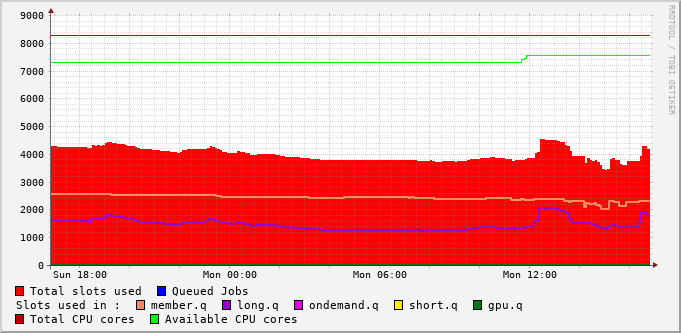 9000
8000
7000
6000
5000
4000
3000
2000
1000
0
Sun 18:00 Mon 00:00 Mon 06:00 Mon 12:00
RRDTOOL / TOBI OETIKER
Total slots used Queued Jobs
Slots used in : member.q long.q ondemand.q short.q gpu.q
Total CPU cores Available CPU cores